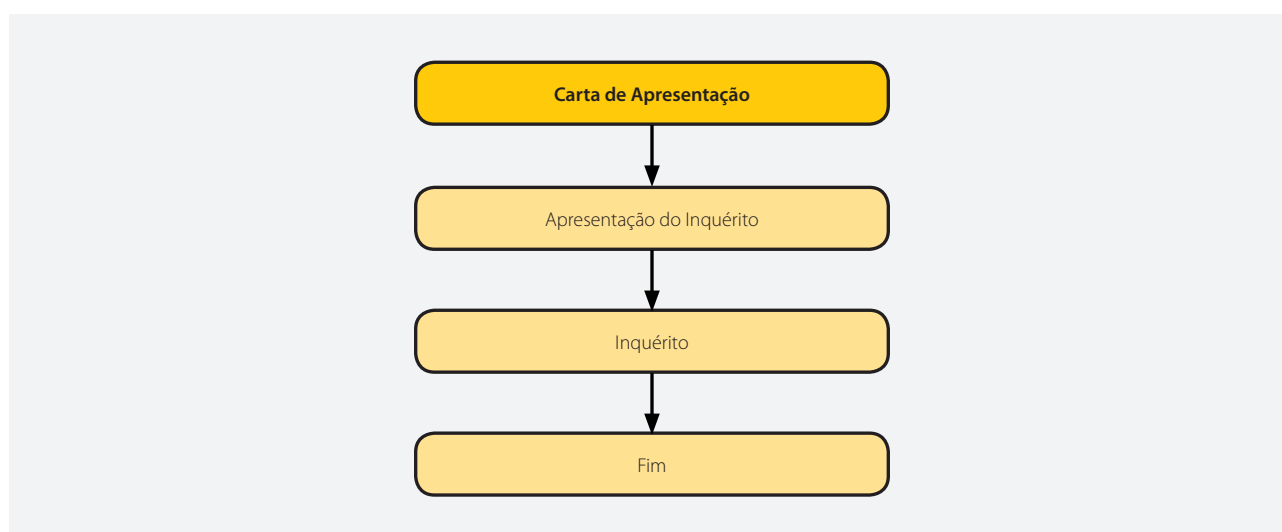 Carta de Apresentação
Apresentação do Inquérito
Inquérito
Fim